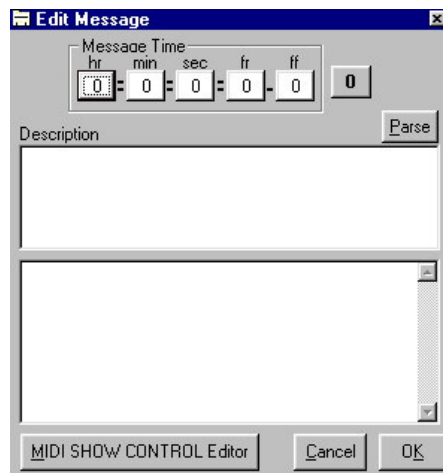 Edit Message
Message Time
hr min sec fr ff
0 : 0 : 0 : 0 . 0 0
Parse
Description
MIDI SHOW CONTROL Editor Cancel OK